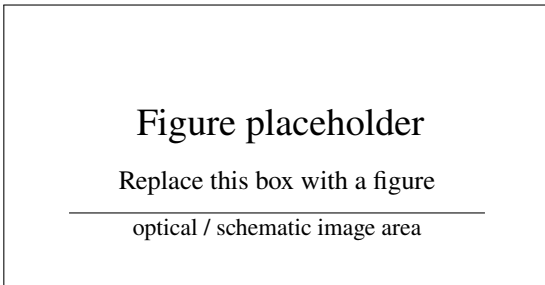 Figure placeholder
Replace this box with a figure
optical / schematic image area